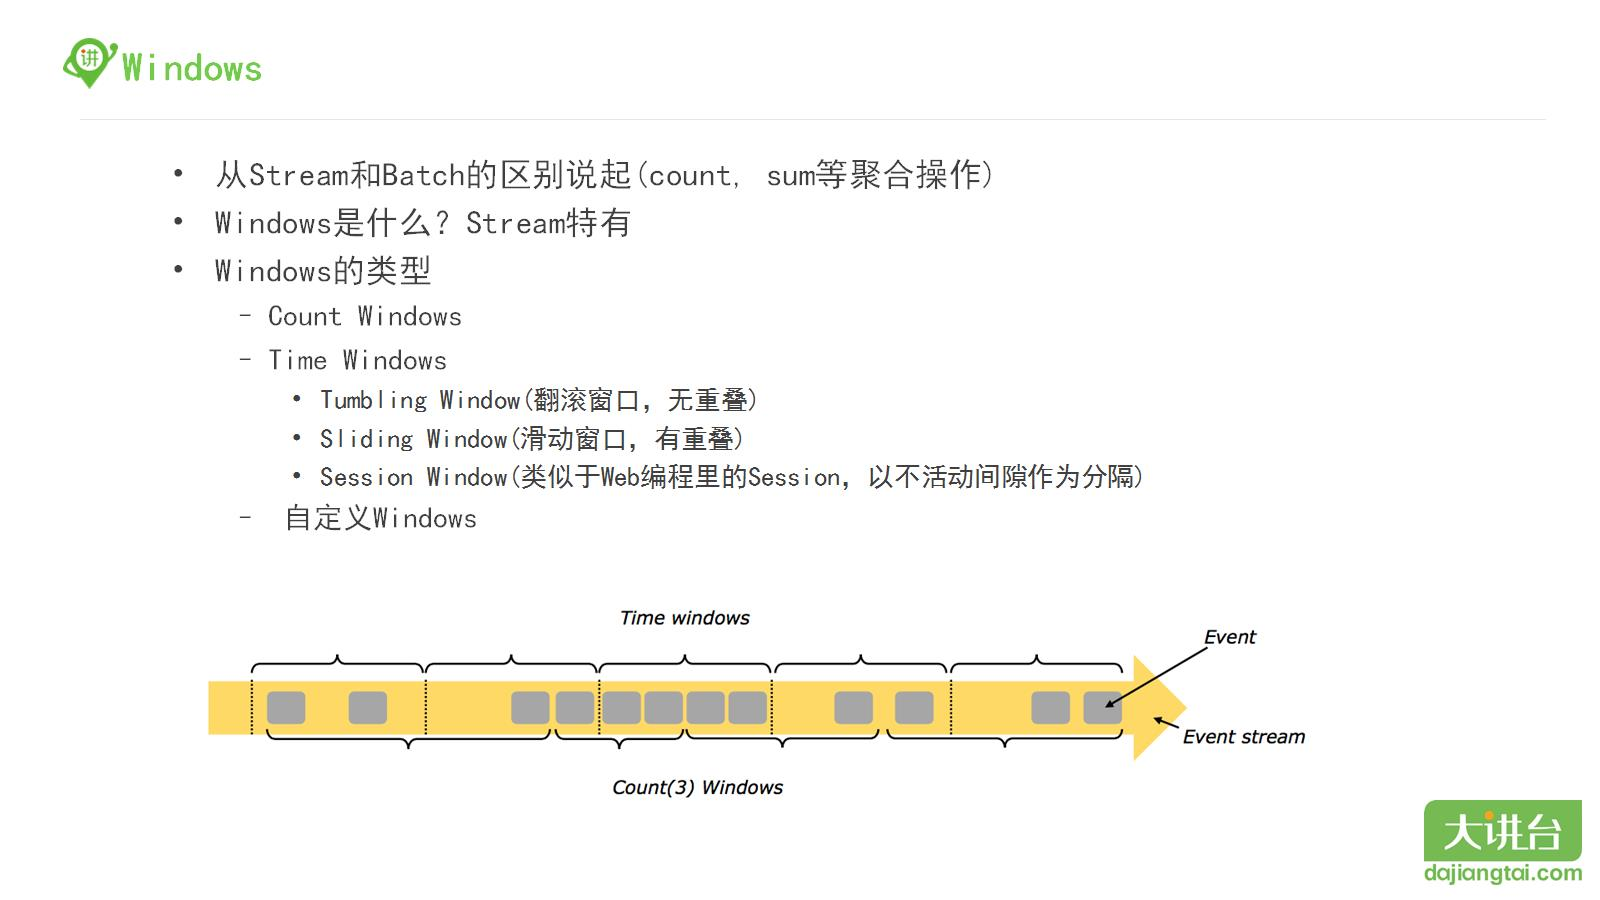 讲
Windows
• 从Stream和Batch的区别说起(count, sum等聚合操作)
• Windows是什么？Stream特有
• Windows的类型
– Count Windows
– Time Windows
• Tumbling Window(翻滚窗口，无重叠)
• Sliding Window(滑动窗口，有重叠)
• Session Window(类似于Web编程里的Session，以不活动间隙作为分隔)
– 自定义Windows
Time windows
Event
Event stream
Count(3) Windows
大讲台
dajiangtai.com